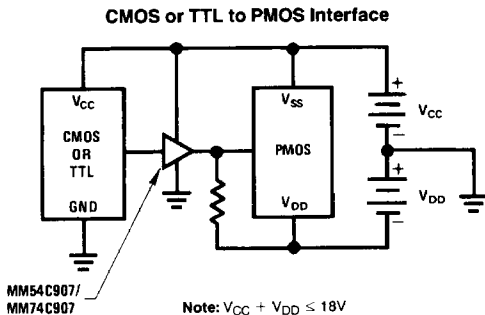 CMOS or TTL to PMOS Interface
VCC
CMOS
OR
TTL
GND
VSS
PMOS
VDD
+
VCC
−
+
VDD
−
MM54C907/
MM74C907
Note: VCC + VDD ≤ 18V